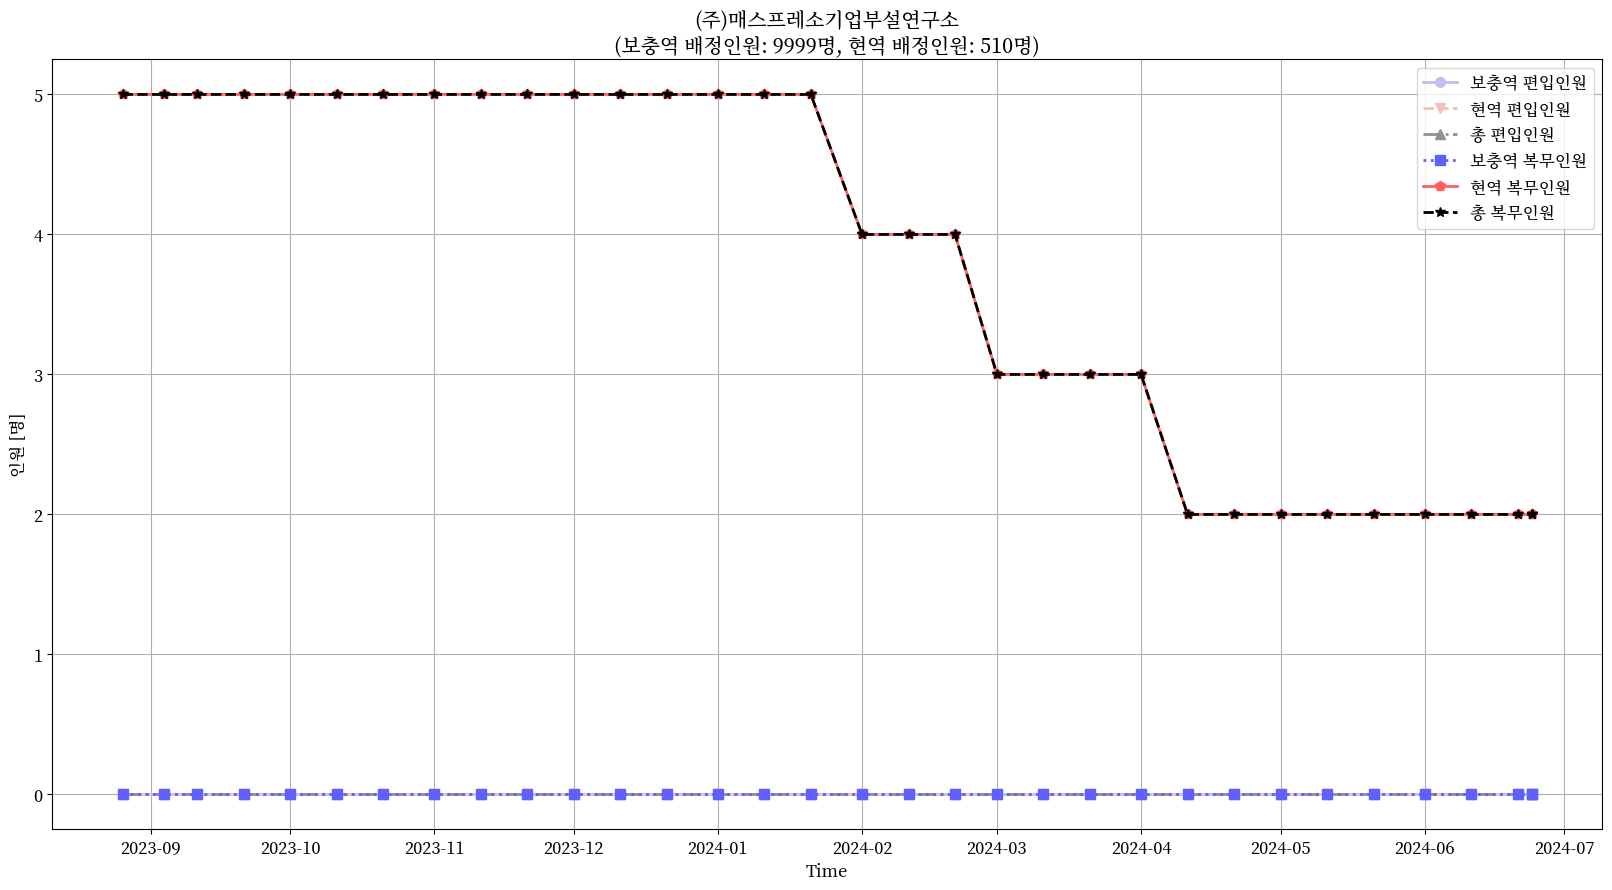 (주)매스프레소기업부설연구소
(보충역 배정인원: 9999명, 현역 배정인원: 510명)
보충역 편입인원
현역 편입인원
총 편입인원
보충역 복무인원
현역 복무인원
총 복무인원
인원 [명]
5
4
3
2
1
0
2023-09
2023-10
2023-11
2023-12
2024-01
2024-02
2024-03
2024-04
2024-05
2024-06
2024-07
Time